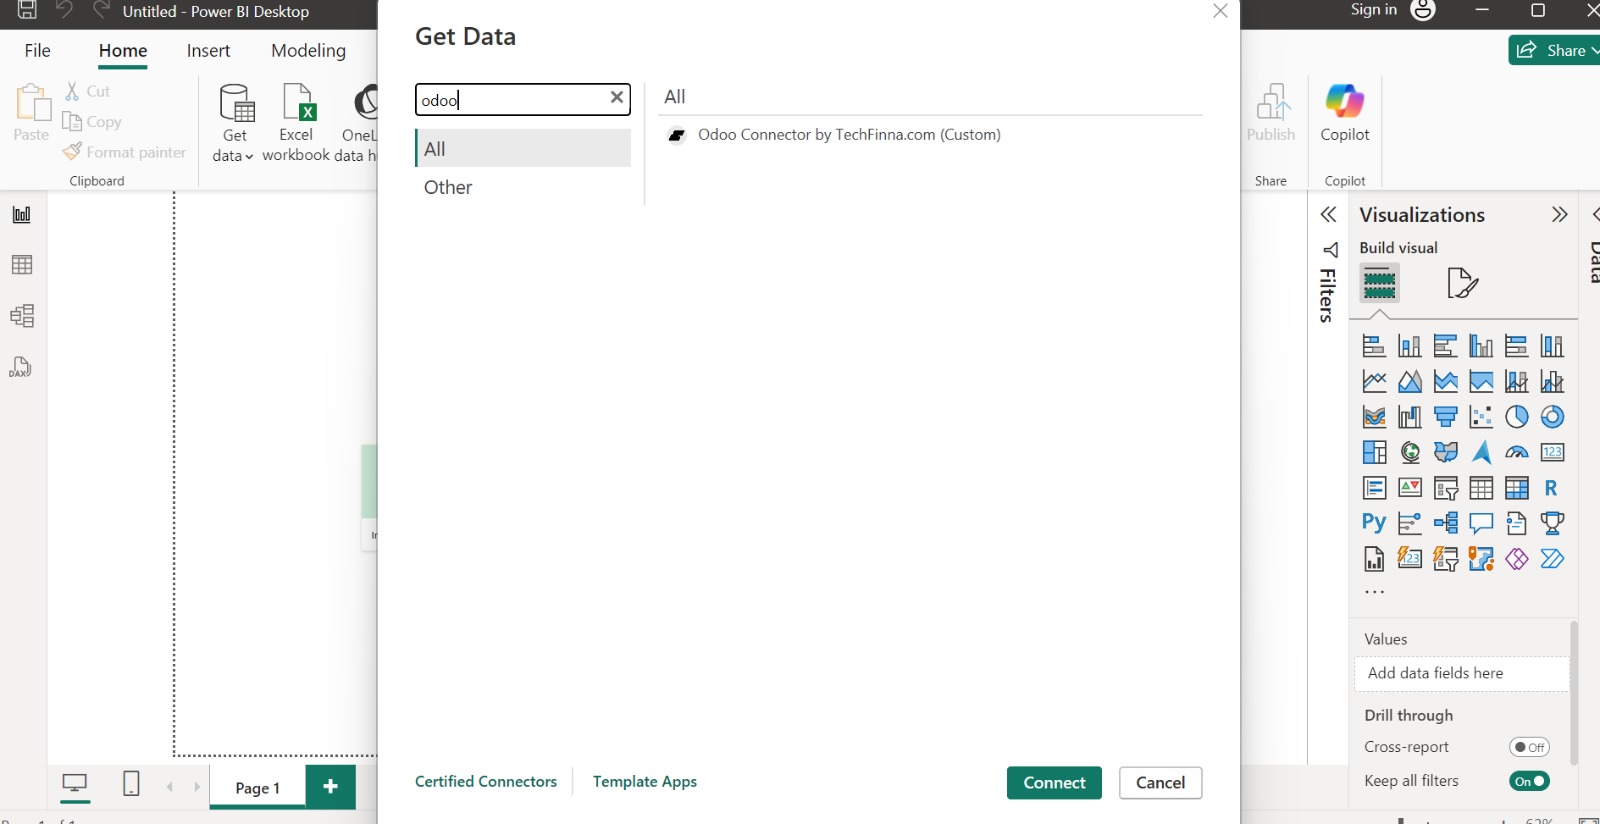 Untitled - Power BI Desktop
Sign in
File
Home
Insert
Modeling
Share
Paste
Cut
Copy
Format painter
Clipboard
Get
data
Excel
workbook
OneL
data h
Get Data
odoo
All
Other
All
Odoo Connector by TechFinna.com (Custom)
Certified Connectors
Template Apps
Connect
Cancel
Publish
Share
Copilot
Copilot
Filters
Visualizations
Build visual
Data
123
R
Py
123
Values
Add data fields here
Drill through
Cross-report
Off
Keep all filters
On
DAX
Page 1